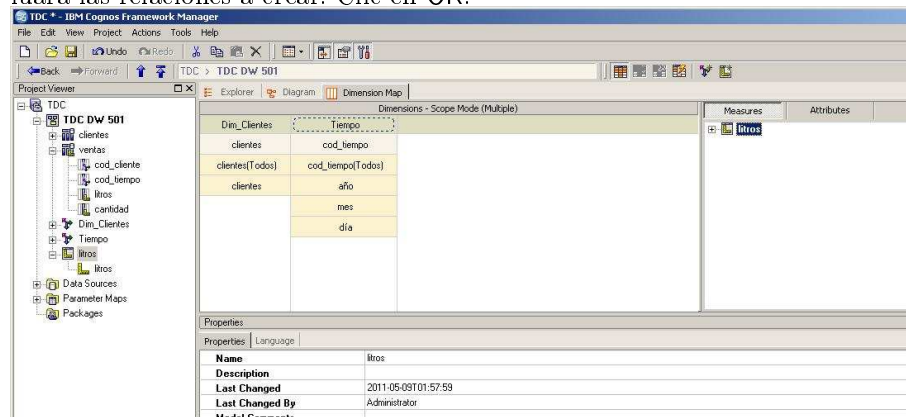 luara las relaciones a crear. Clic en OK.
TDC * - IBM Cognos Framework Manager
File Edit View Project Actions Tools Help
Undo Redo
Back Forward TDC > TDC DW 501
Project Viewer
Explorer Diagram Dimension Map
TDC
TDC DW 501
clientes
ventas
cod_cliente
cod_tiempo
litros
cantidad
Dim_Clientes
Tiempo
litros
litros
Data Sources
Parameter Maps
Packages
Dimensions - Scope Mode (Multiple)
Dim_Clientes Tiempo
clientes cod_tiempo
clientes(Todos) cod_tiempo(Todos)
clientes año
mes
día
Measures Attributes
litros
Properties
Properties Language
Name litros
Description
Last Changed 2011-05-09T01:57:59
Last Changed By Administrator
Model Comments